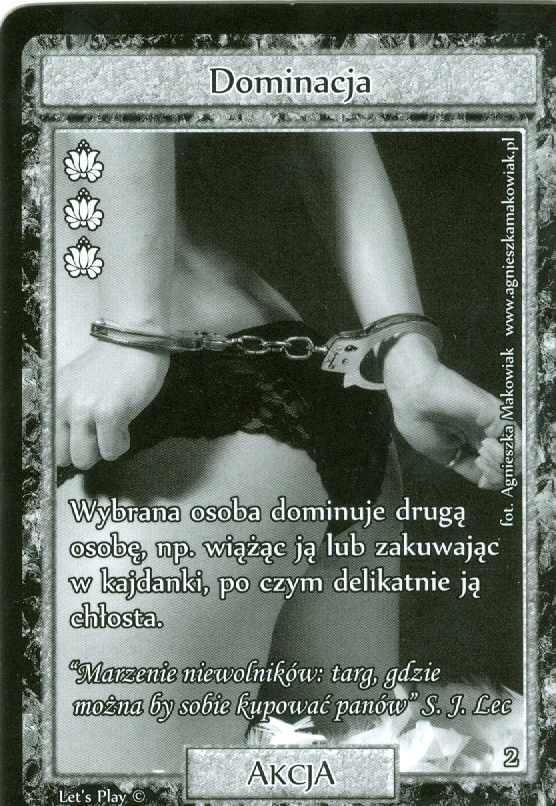 Dominacja
fot. Agnieszka Makowiak www.agnieszkamakowiak.pl
Wybrana osoba dominuje drugą
osobę, np. wiążąc ją lub zakuwając
w kajdanki, po czym delikatnie ją
chłosta.
“Marzenie niewolników: targ, gdzie
można by sobie kupować panów” S. J. Lec
2
AKCJA
Let's Play ©